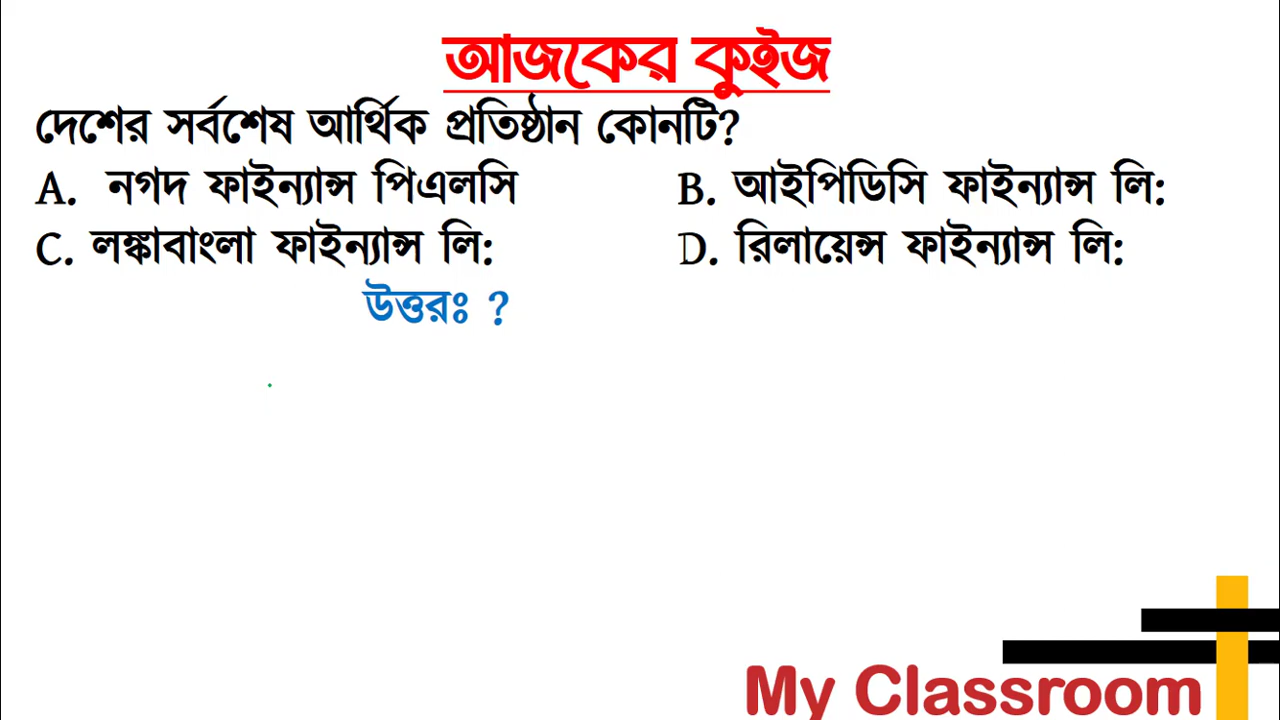 আজকের কুইজ
দেশের সর্বশেষ আর্থিক প্রতিষ্ঠান কোনটি?
A. নগদ ফাইন্যান্স পিএলসি B. আইপিডিসি ফাইন্যান্স লি:
C. লঙ্কাবাংলা ফাইন্যান্স লি: D. রিলায়েন্স ফাইন্যান্স লি:
উত্তরঃ ?
My Classroom